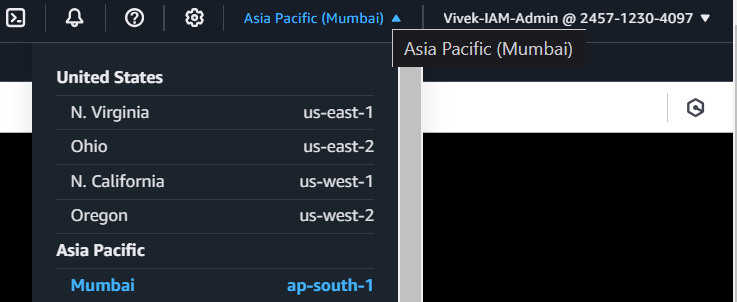 Asia Pacific (Mumbai) Vivek-IAM-Admin @ 2457-1230-4097
Asia Pacific (Mumbai)
United States
N. Virginia us-east-1
Ohio us-east-2
N. California us-west-1
Oregon us-west-2
Asia Pacific
Mumbai ap-south-1